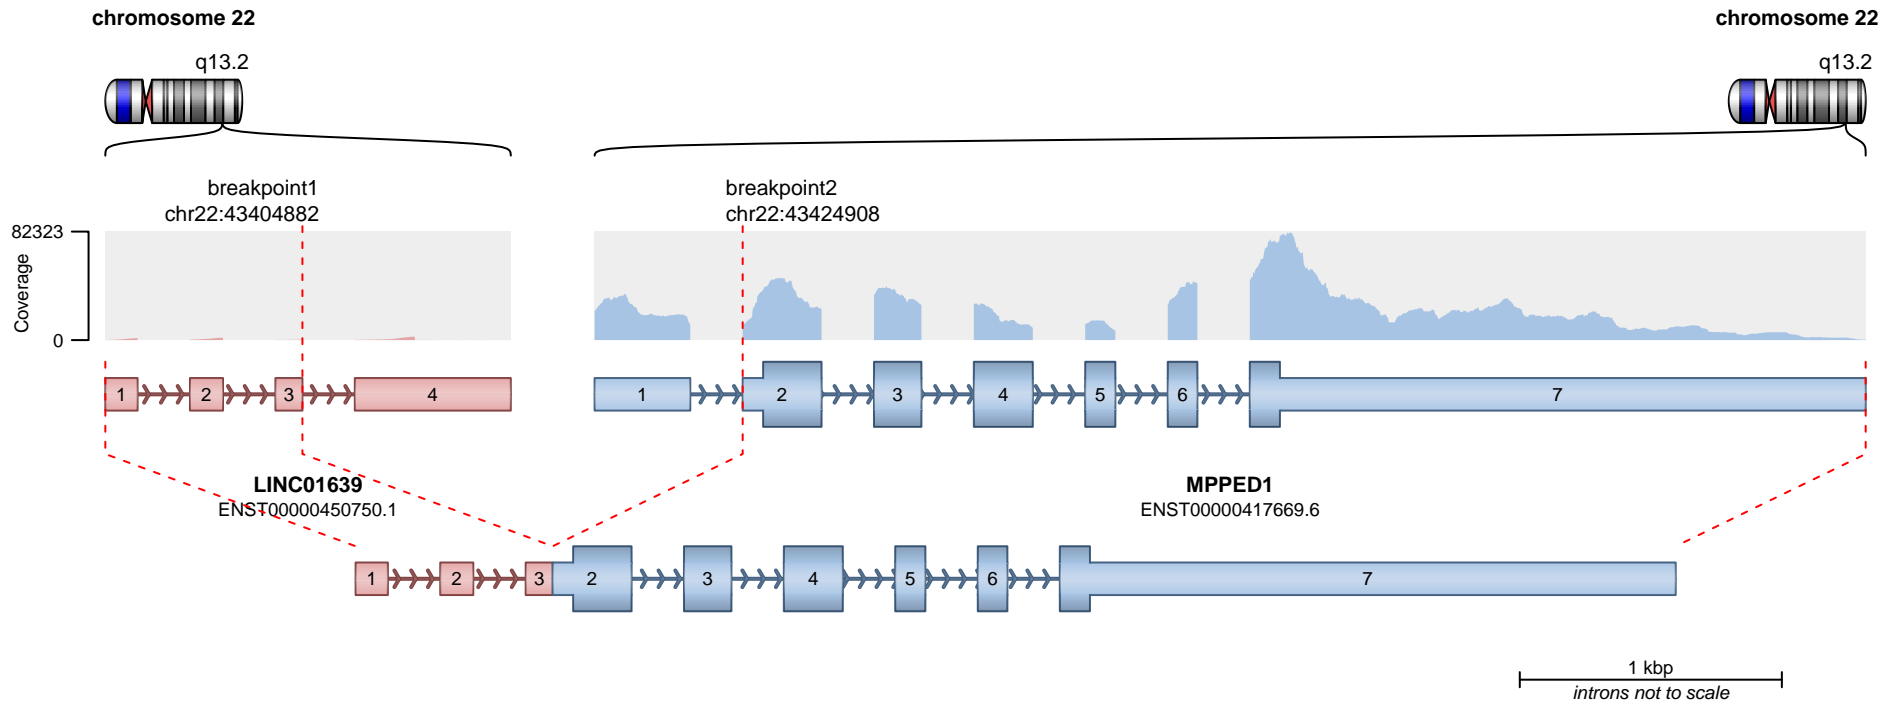 chromosome 22
chromosome 22
q13.2
q13.2
breakpoint1
chr22:43404882
breakpoint2
chr22:43424908
82323
Coverage
0
1 2 3 4
1 2 3 4 5 6 7
LINC01639
ENST00000450750.1
MPPED1
ENST00000417669.6
1 2 3 2 3 4 5 6 7
1 kbp
introns not to scale